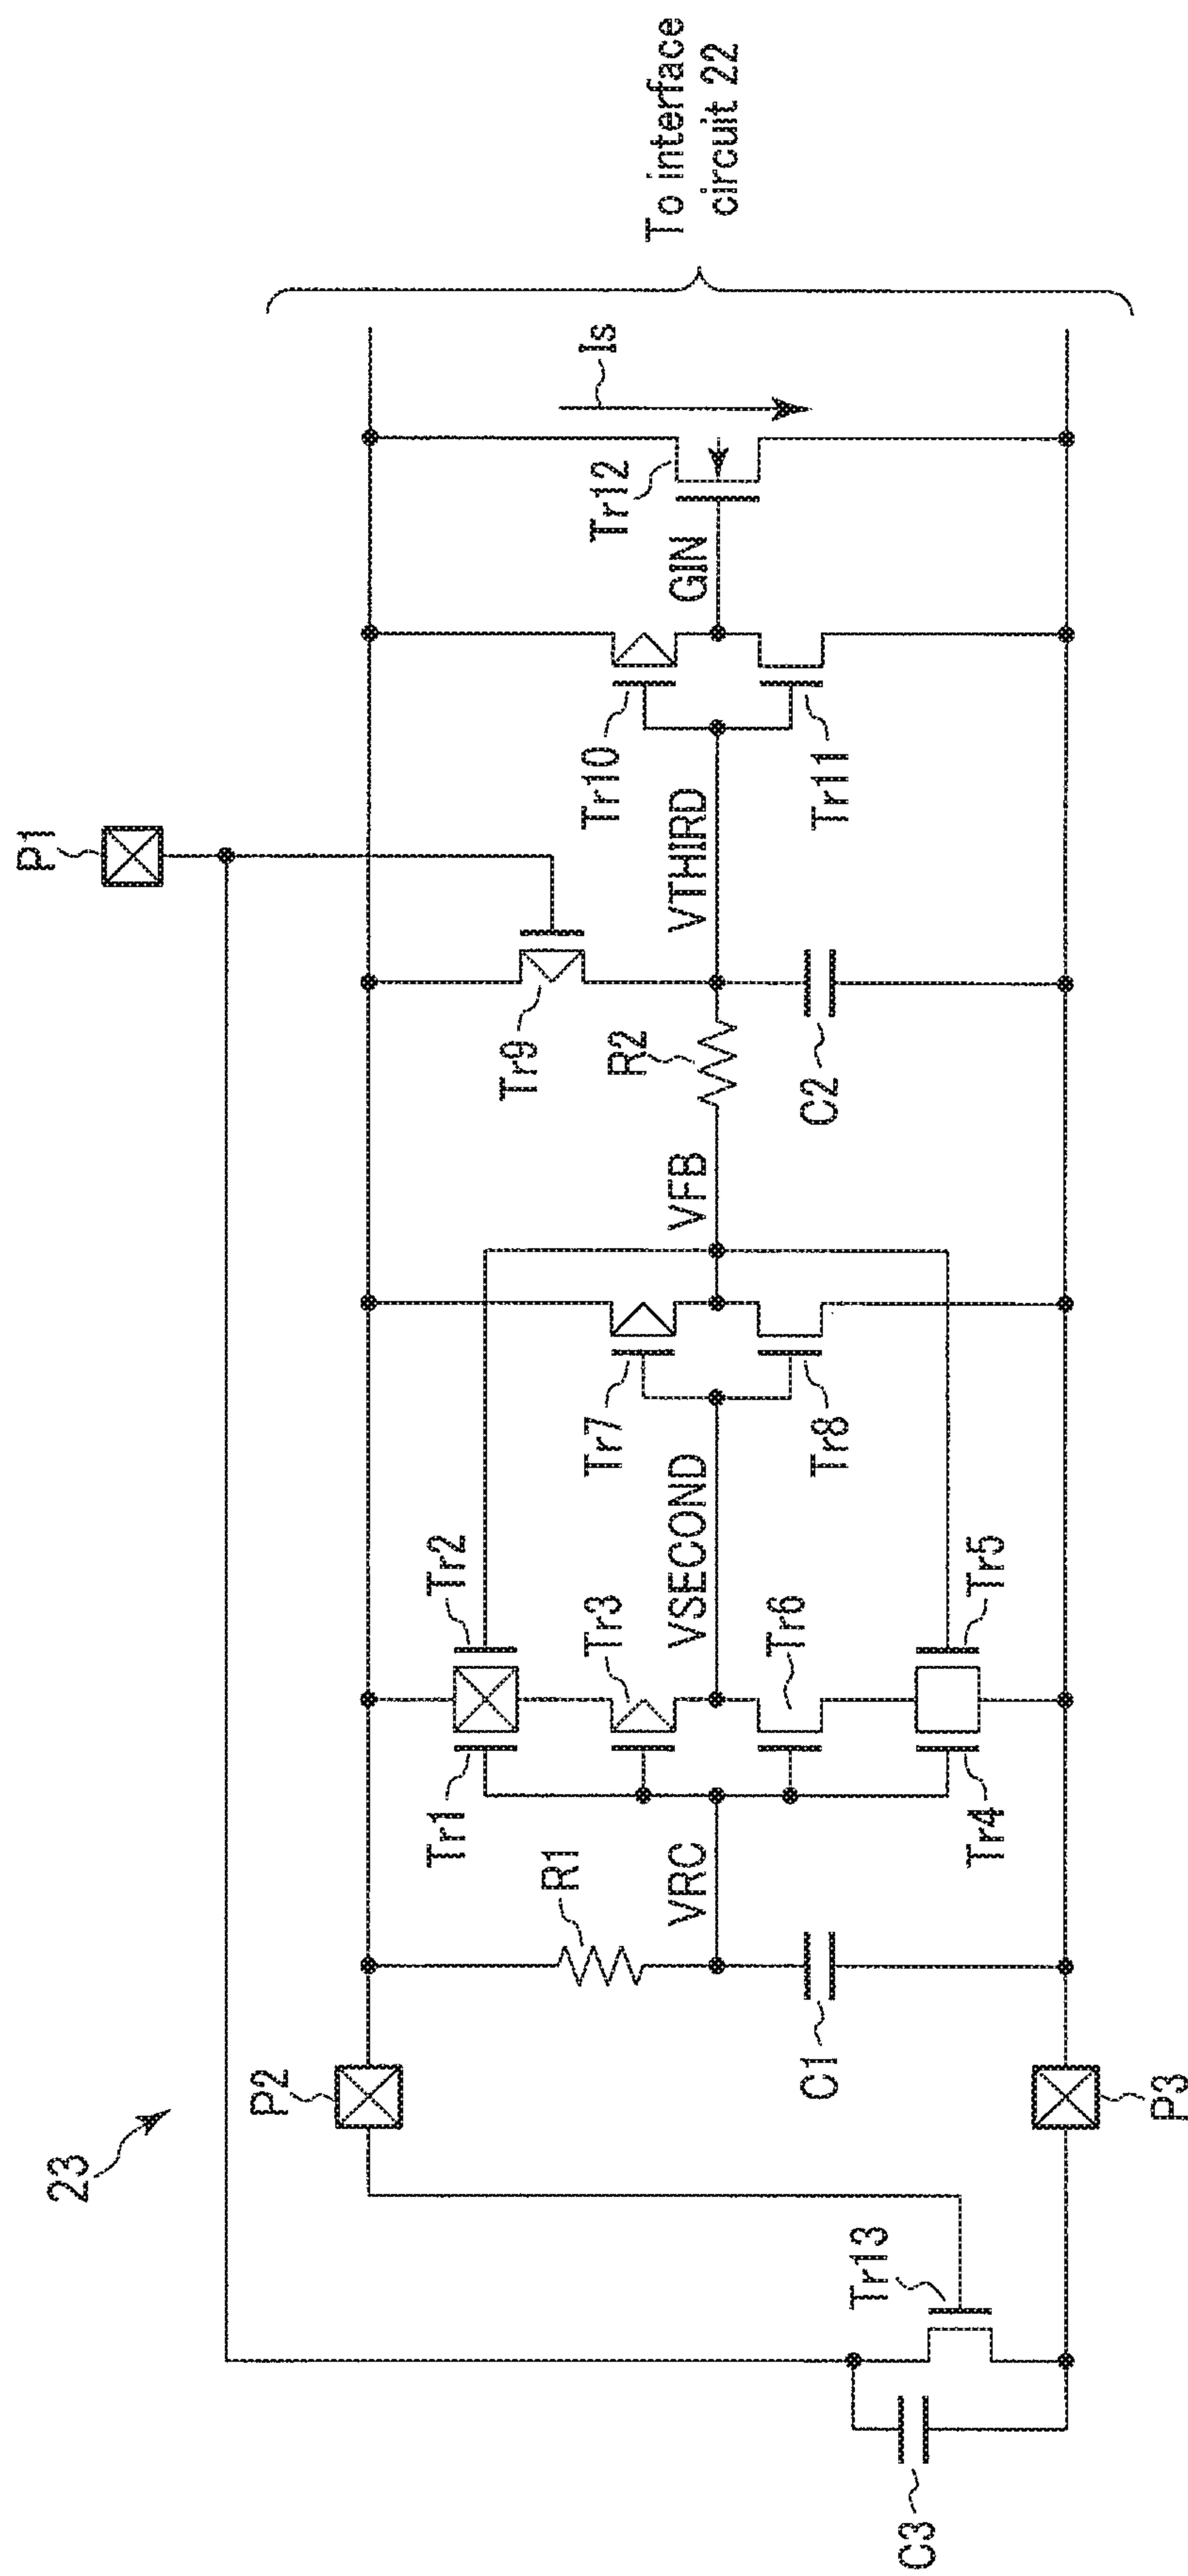 23
P1
P2
P3
C3
Tr13
R1
C1
VRC
Tr1
Tr2
Tr3
Tr4
Tr5
Tr6
VSECOND
Tr7
Tr8
VFB
R2
C2
Tr9
VTHIRD
Tr10
Tr11
GIN
Tr12
Is
To interface
circuit 22